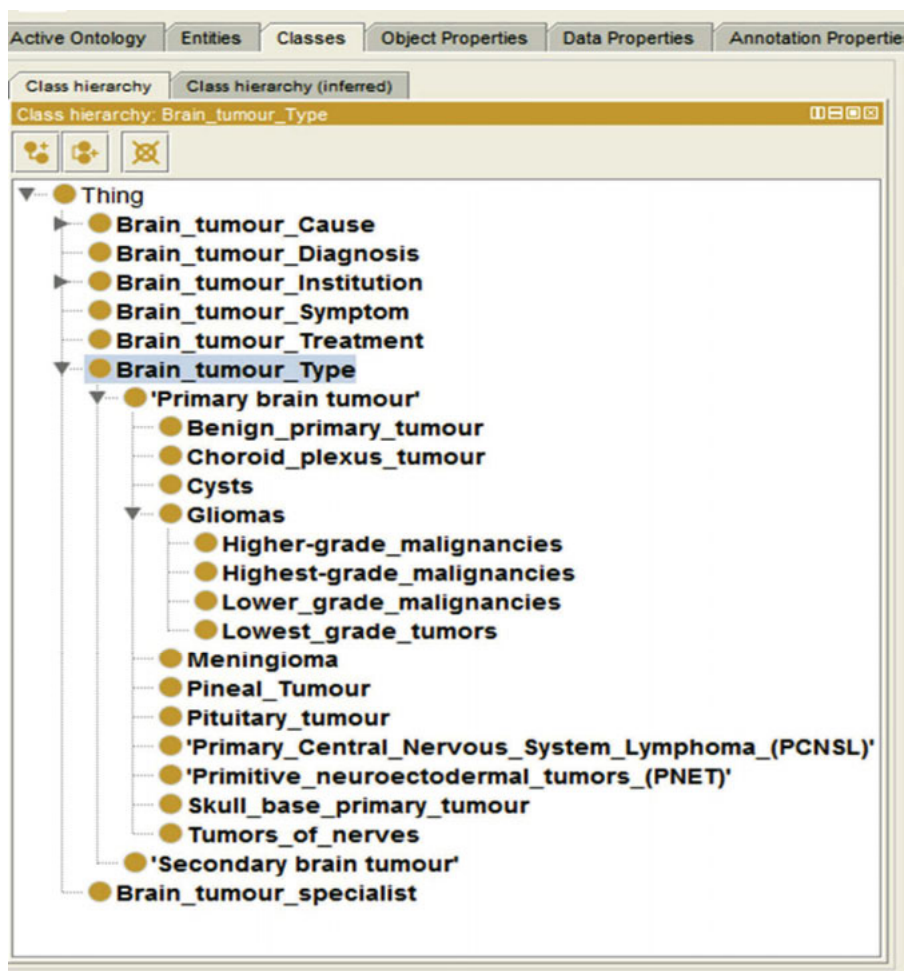 Active Ontology Entities Classes Object Properties Data Properties Annotation Propertie
Class hierarchy Class hierarchy (inferred)
Class hierarchy: Brain_tumour_Type
Thing
Brain_tumour_Cause
Brain_tumour_Diagnosis
Brain_tumour_Institution
Brain_tumour_Symptom
Brain_tumour_Treatment
Brain_tumour_Type
'Primary brain tumour'
Benign_primary_tumour
Choroid_plexus_tumour
Cysts
Gliomas
Higher-grade_malignancies
Highest-grade_malignancies
Lower_grade_malignancies
Lowest_grade_tumors
Meningioma
Pineal_Tumour
Pituitary_tumour
'Primary_Central_Nervous_System_Lymphoma_(PCNSL)'
'Primitive_neuroectodermal_tumors_(PNET)'
Skull_base_primary_tumour
Tumors_of_nerves
'Secondary brain tumour'
Brain_tumour_specialist